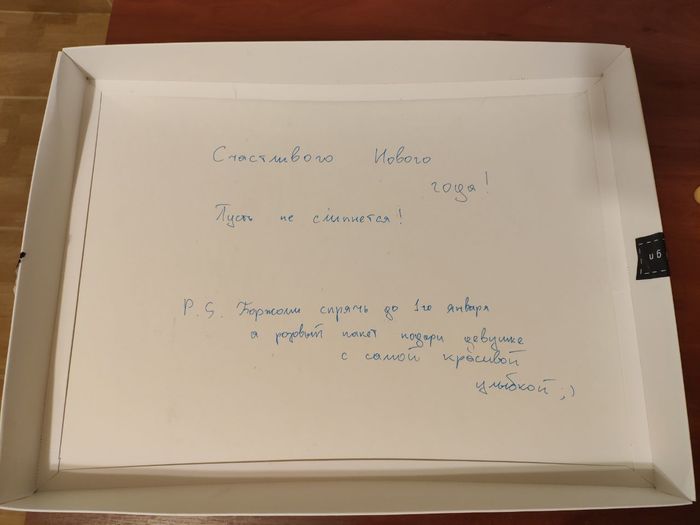 Счастливого Нового
года!
Пусть не слипнется!
P.S. Боржоми спрячь до 1го января
а розовый пакет подари девушке
с самой красивой
улыбкой ;)